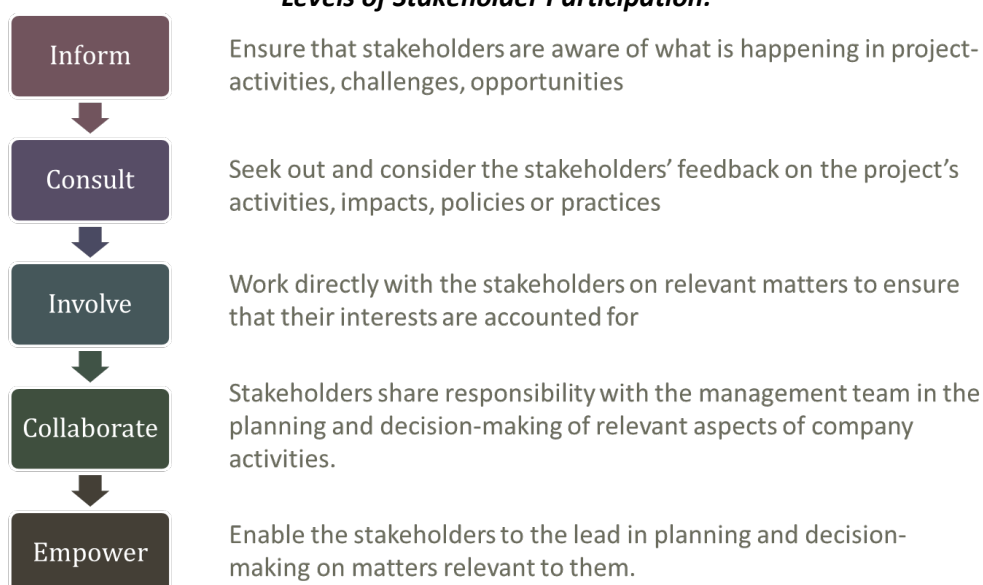 Levels of Stakeholder Participation:
Inform
Ensure that stakeholders are aware of what is happening in project-
activities, challenges, opportunities
Consult
Seek out and consider the stakeholders’ feedback on the project’s
activities, impacts, policies or practices
Involve
Work directly with the stakeholders on relevant matters to ensure
that their interests are accounted for
Collaborate
Stakeholders share responsibility with the management team in the
planning and decision-making of relevant aspects of company
activities.
Empower
Enable the stakeholders to the lead in planning and decision-
making on matters relevant to them.